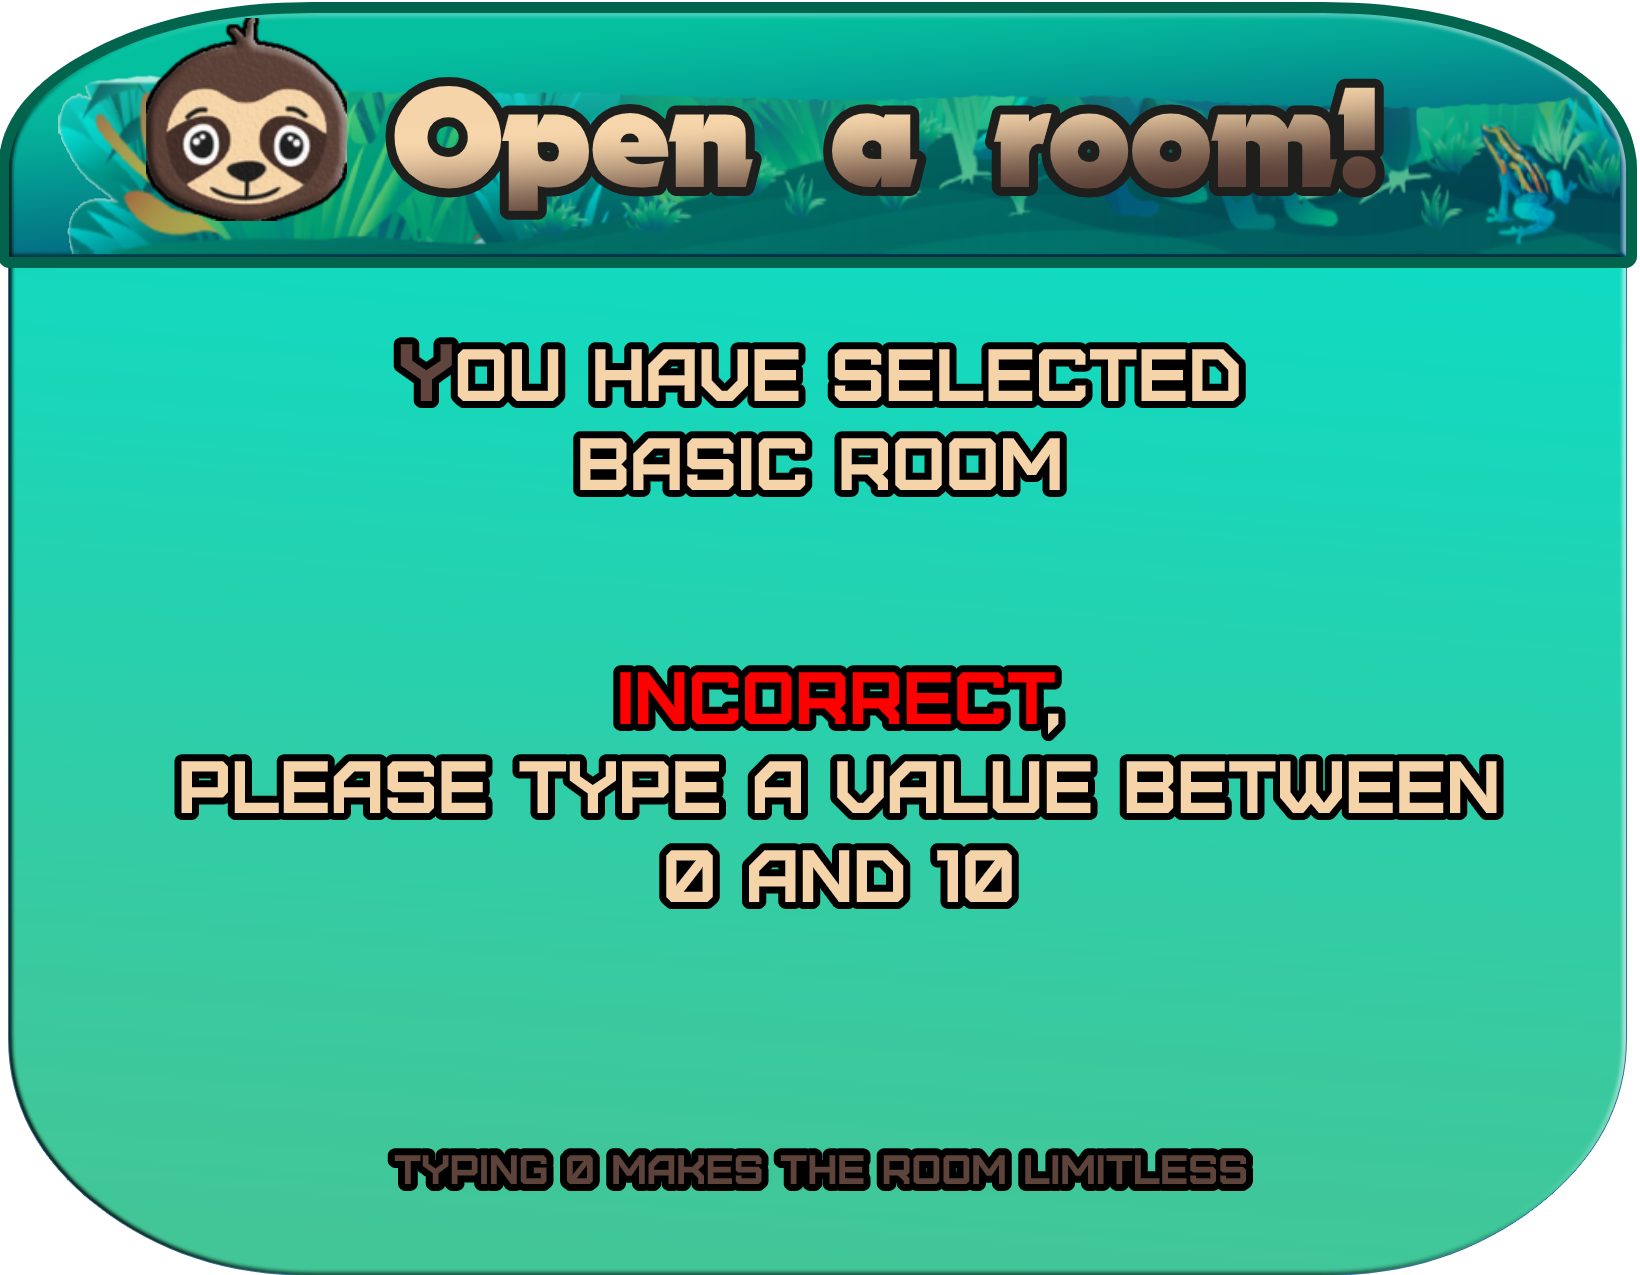 Open a room!
YOU HAVE SELECTED
BASIC ROOM
INCORRECT,
PLEASE TYPE A VALUE BETWEEN
0 AND 10
TYPING 0 MAKES THE ROOM LIMITLESS